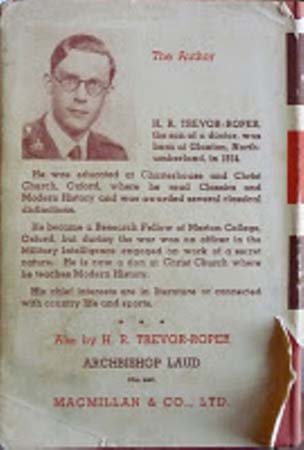 The Author
H. R. TREVOR-ROPER,
the son of a doctor, was
born at Glanton, North-
umberland, in 1914.
He was educated at Charterhouse and Christ
Church, Oxford, where he read Classics and
Modern History and was awarded several classical
distinctions.
He became a Research Fellow of Merton College,
Oxford, but during the war was an officer in the
Military Intelligence engaged on work of a secret
nature. He is now a don at Christ Church where
he teaches Modern History.
His chief interests are in literature or connected
with country life and sports.
* * *
Also by H. R. TREVOR-ROPER
ARCHBISHOP LAUD
MACMILLAN & CO., LTD.